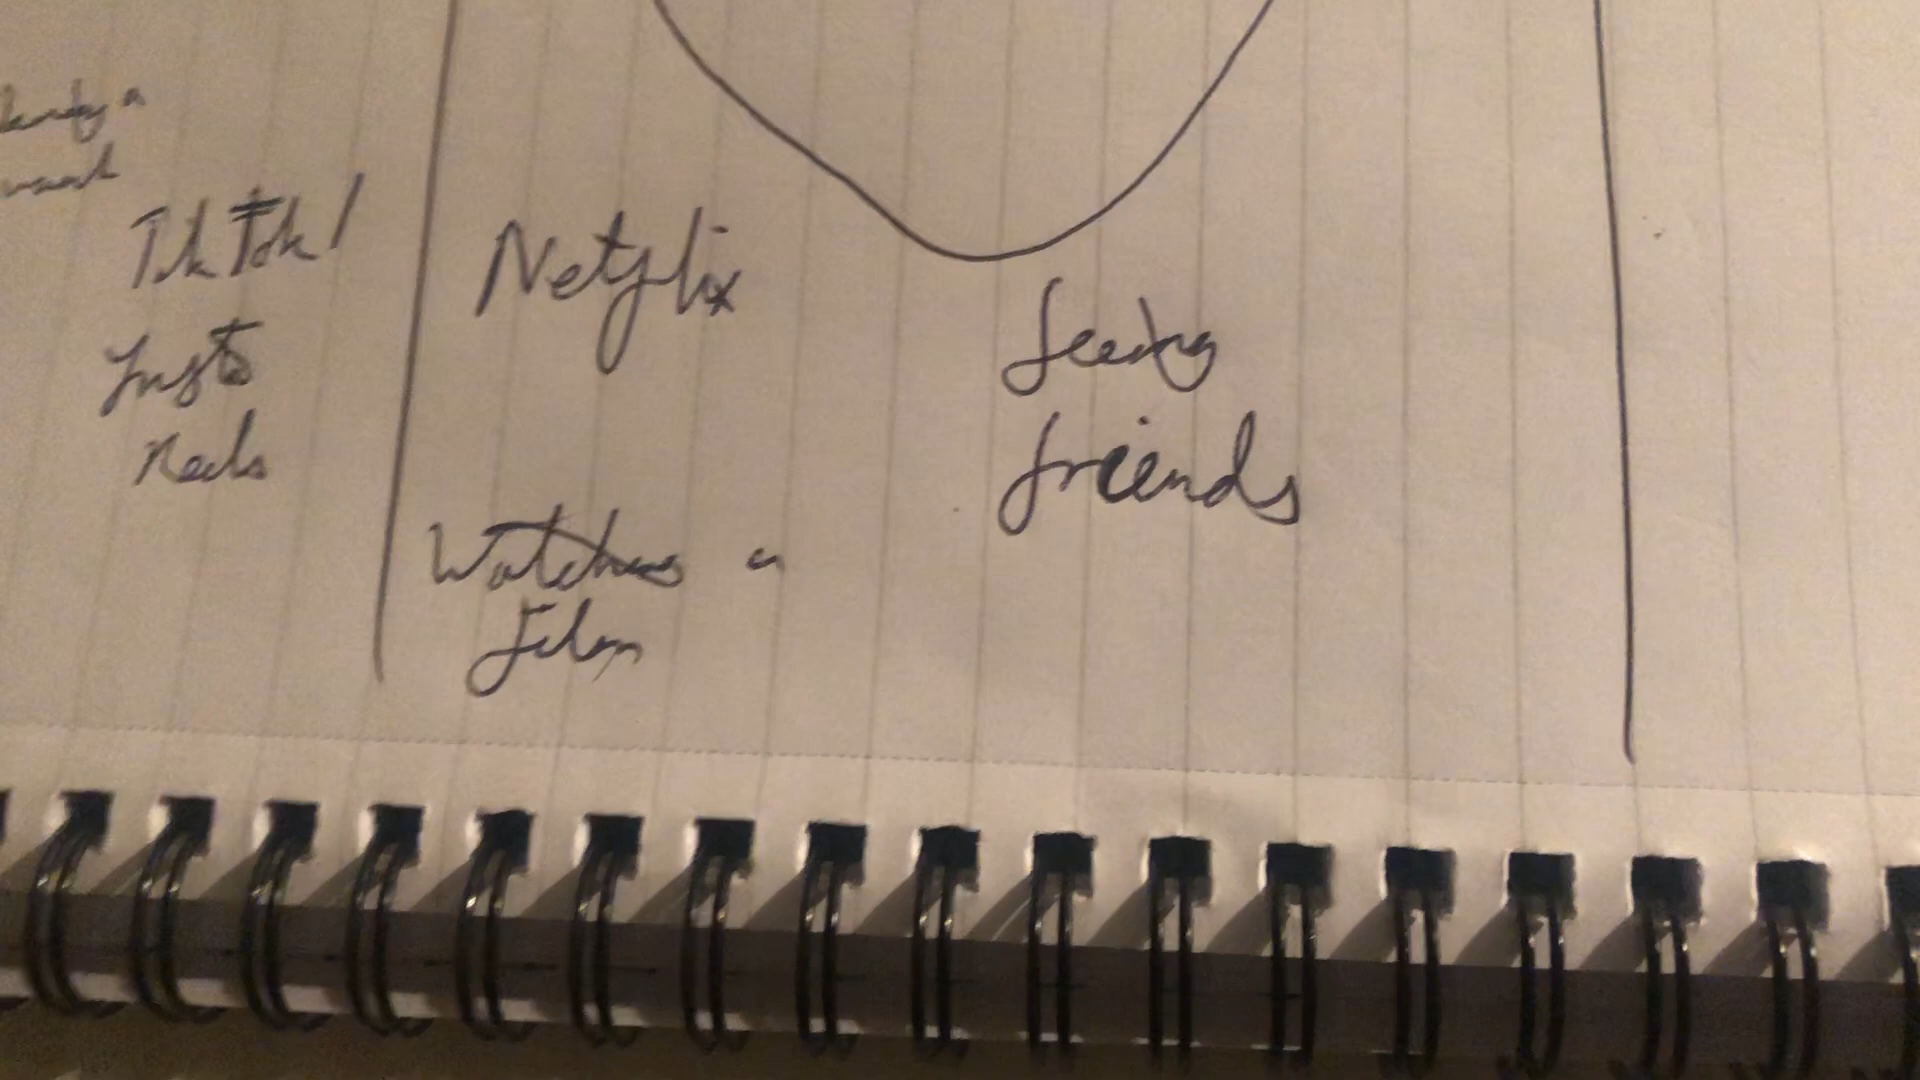 TikTok/
Insta
Reels
Netflix
Watching a
Film
Seeing
friends